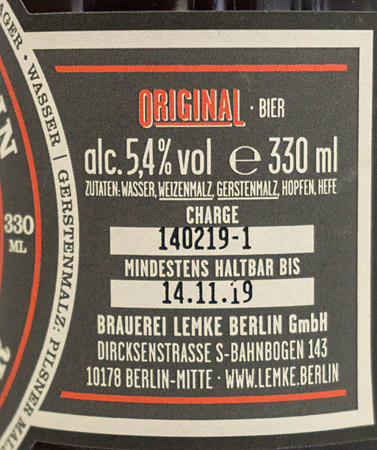 ORIGINAL · BIER
alc. 5,4% vol ℮ 330 ml
ZUTATEN: WASSER, WEIZENMALZ, GERSTENMALZ, HOPFEN, HEFE
CHARGE
140219-1
MINDESTENS HALTBAR BIS
14.11.19
BRAUEREI LEMKE BERLIN GmbH
DIRCKSENSTRASSE S-BAHNBOGEN 143
10178 BERLIN-MITTE · WWW.LEMKE.BERLIN
330
ML
· WASSER | GERSTENMALZ: PILSNER